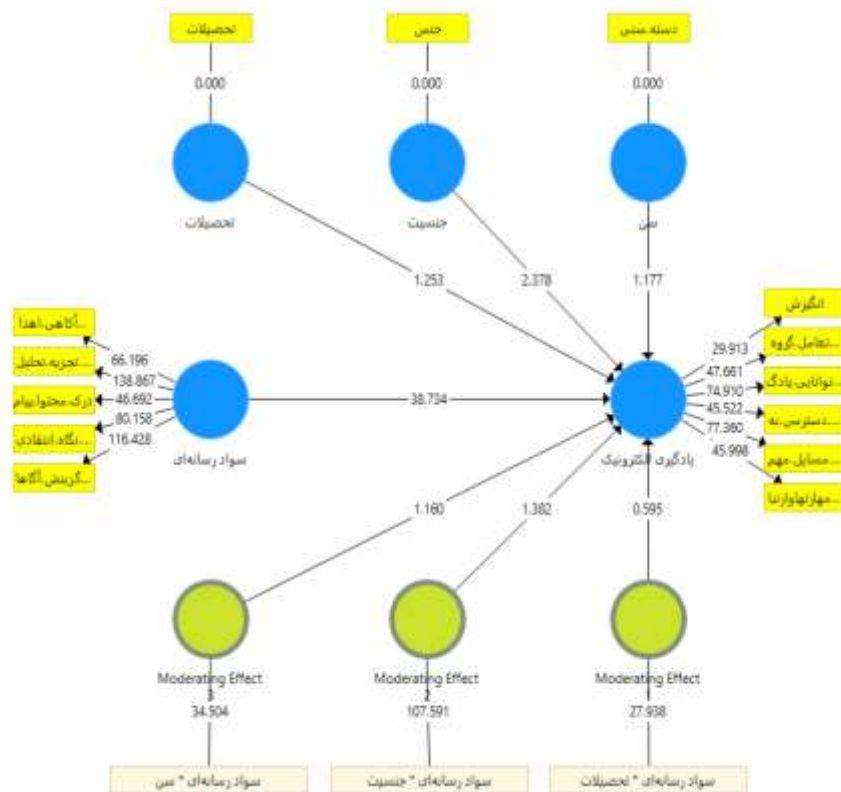 تحصیلات
جنس
دسته.سنی
0.000
0.000
0.000
تحصیلات
جنسیت
سن
1.253
2.378
1.177
آگاهی.اهدا...
تجزیه.تحلیل...
درک.محتوا.پیام
نگاه.انتقادی...
گزینش.آگاها...
66.196
138.867
46.692
80.158
116.428
سواد رسانه‌ای
38.734
یادگیری الکترونیک
29.913
47.661
74.910
45.522
77.360
45.998
انگیزش
تعامل.گروه...
توانایی.یادگ...
دسترسی.به...
مسایل.مهم...
مهارتهاوارتبا...
1.160
1.382
0.595
Moderating Effect
3
34.504
Moderating Effect
2
107.591
Moderating Effect
1
27.938
سواد رسانه‌ای * سن
سواد رسانه‌ای * جنسیت
سواد رسانه‌ای * تحصیلات